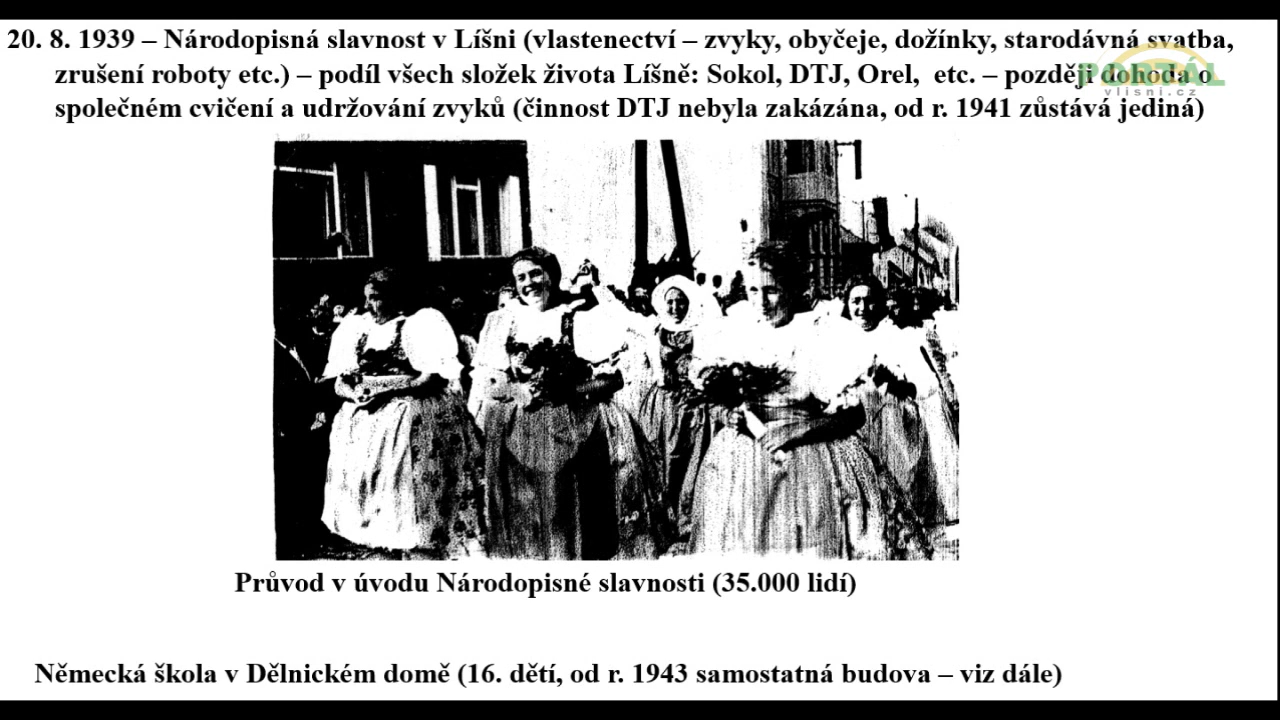 20. 8. 1939 – Národopisná slavnost v Líšni (vlastenectví – zvyky, obyčeje, dožínky, starodávná svatba,
zrušení roboty etc.) – podíl všech složek života Líšně: Sokol, DTJ, Orel, etc. – později dohoda o
PORTÁL
vlisni.cz
společném cvičení a udržování zvyků (činnost DTJ nebyla zakázána, od r. 1941 zůstává jediná)
Průvod v úvodu Národopisné slavnosti (35.000 lidí)
Německá škola v Dělnickém domě (16. dětí, od r. 1943 samostatná budova – viz dále)